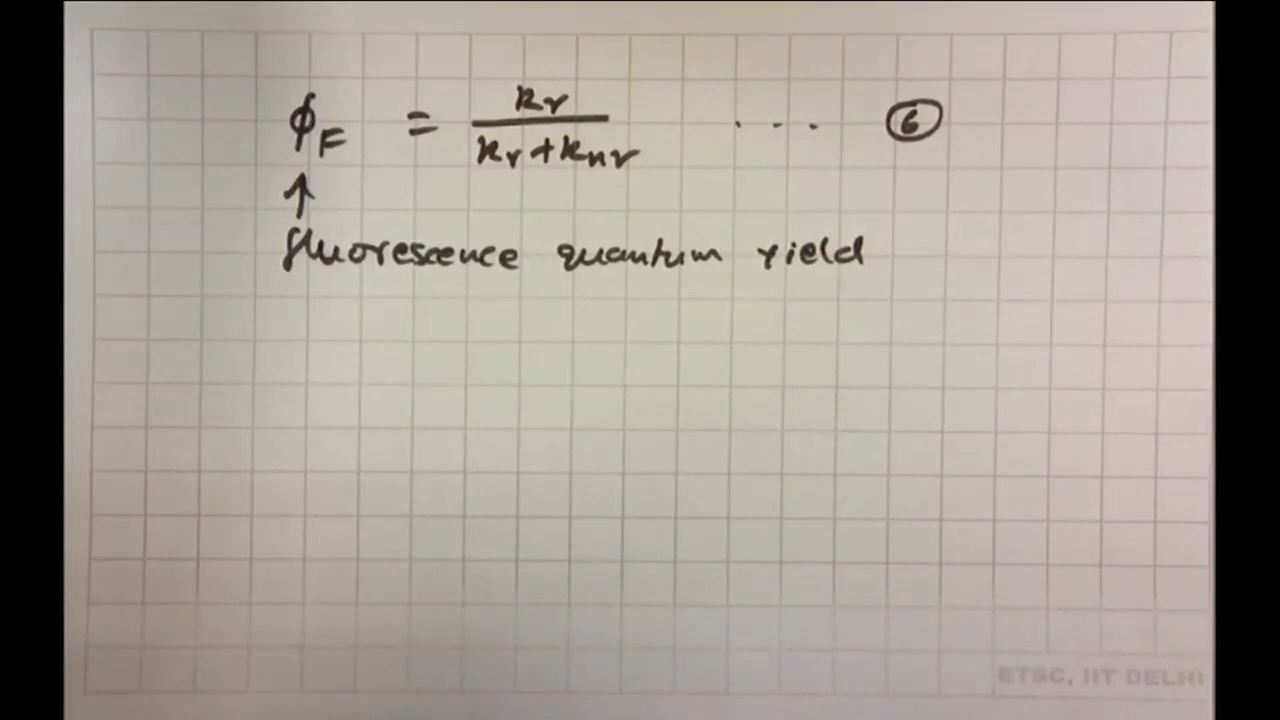 ϕF = kr / kr + knr ... 6
↑
fluorescence quantum yield
ETSC, IIT DELHI